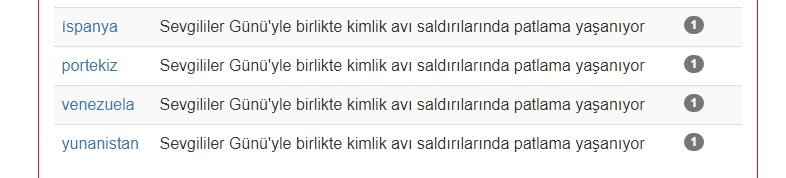 ispanya Sevgililer Günü'yle birlikte kimlik avı saldırılarında patlama yaşanıyor 1
portekiz Sevgililer Günü'yle birlikte kimlik avı saldırılarında patlama yaşanıyor 1
venezuela Sevgililer Günü'yle birlikte kimlik avı saldırılarında patlama yaşanıyor 1
yunanistan Sevgililer Günü'yle birlikte kimlik avı saldırılarında patlama yaşanıyor 1